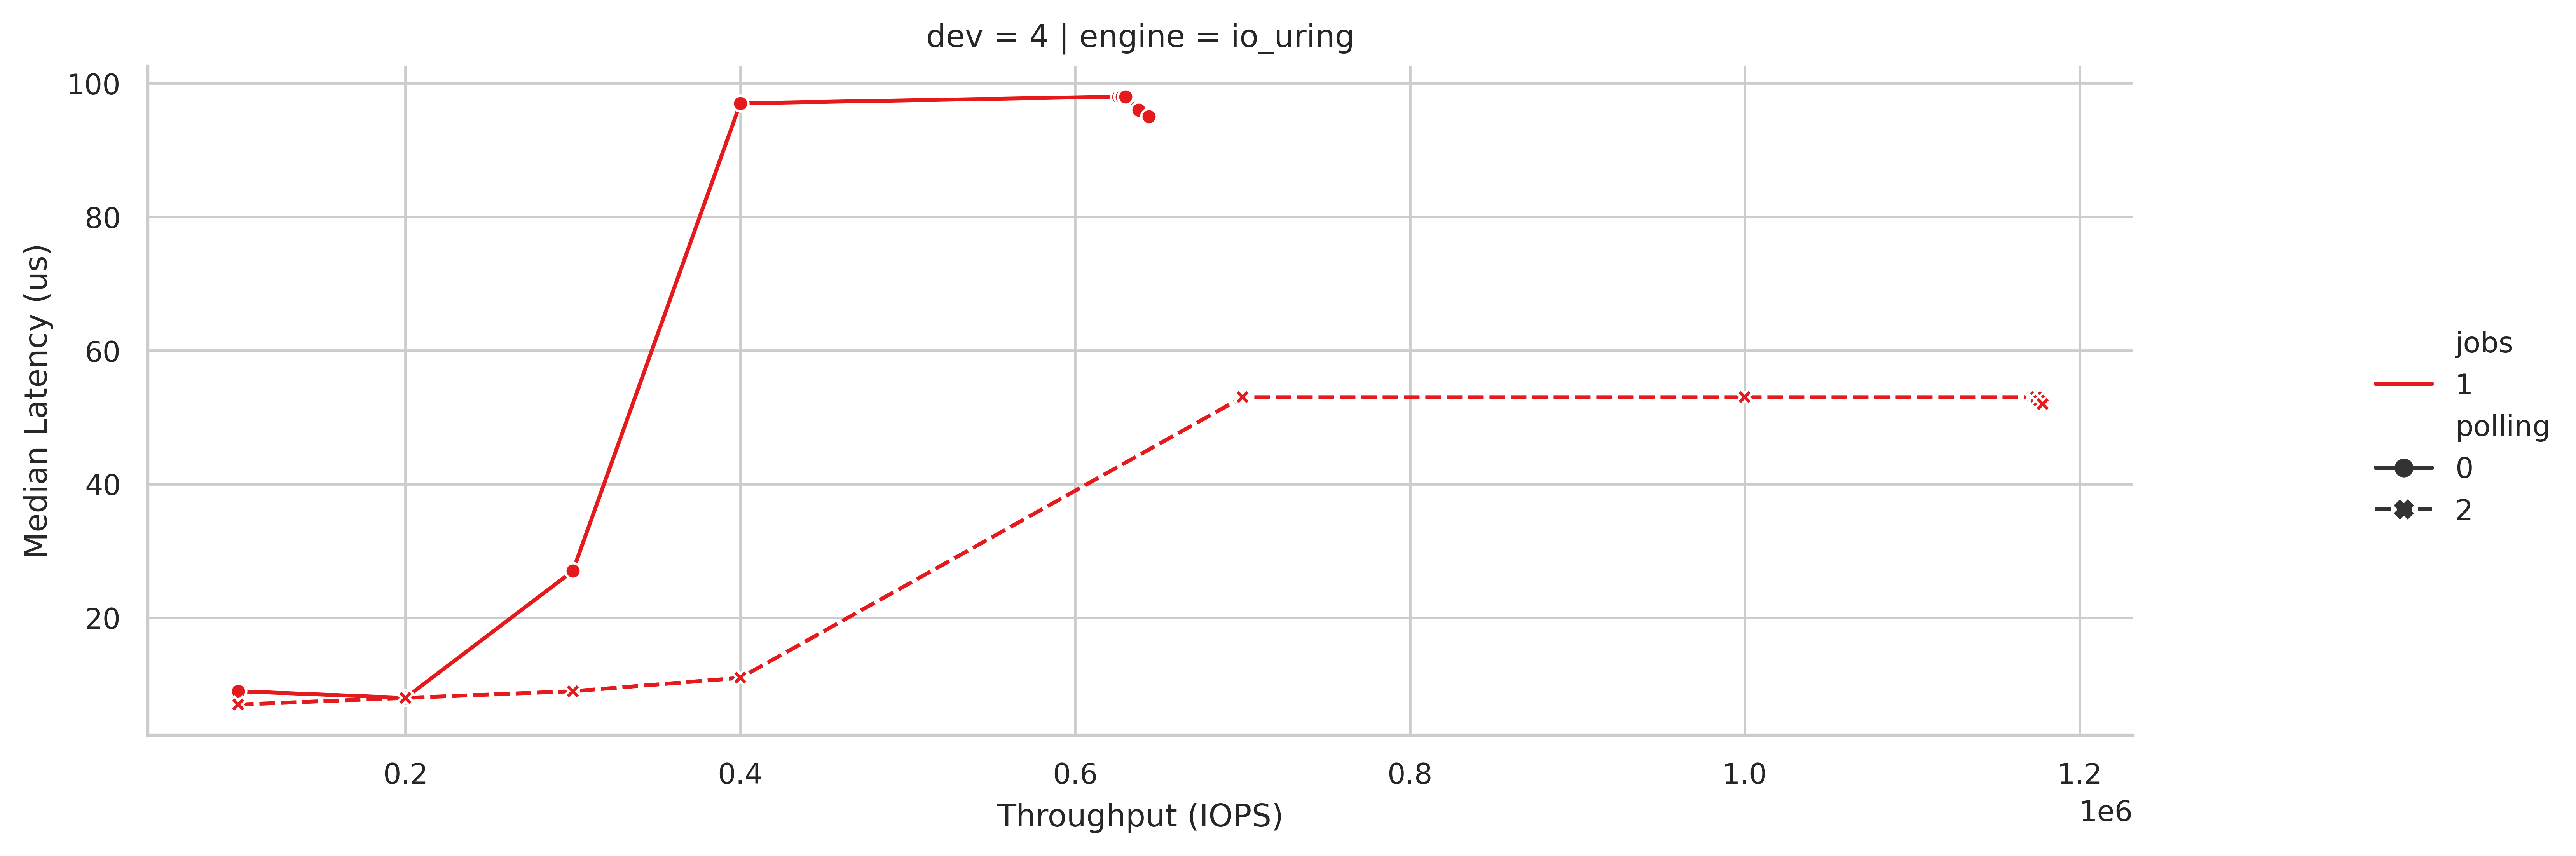 dev = 4 | engine = io_uring
Median Latency (us)
100
80
60
40
20
0.2
0.4
0.6
0.8
1.0
1.2
1e6
Throughput (IOPS)
jobs
1
polling
0
2